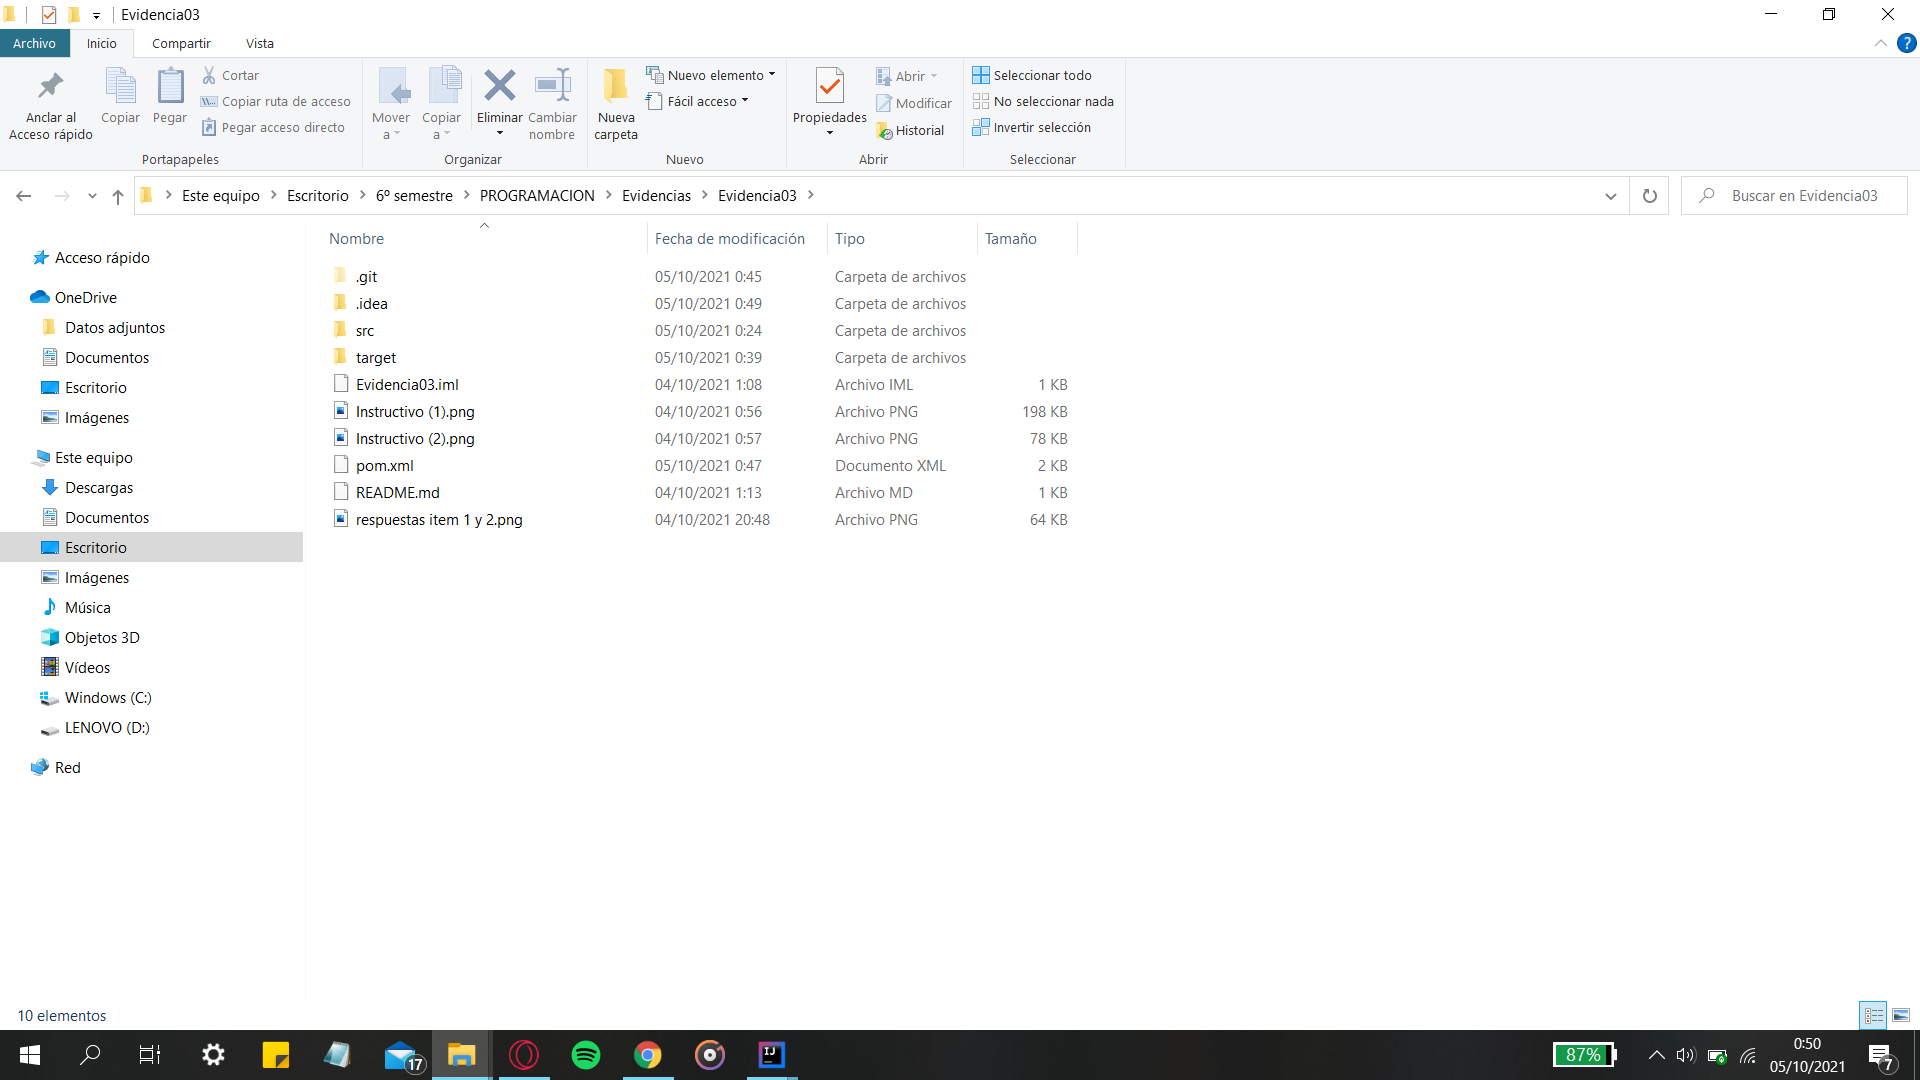 Evidencia03
Archivo Inicio Compartir Vista
Anclar al Acceso rápido
Copiar
Pegar
Cortar
Copiar ruta de acceso
Pegar acceso directo
Portapapeles
Mover a
Copiar a
Eliminar
Cambiar nombre
Organizar
Nueva carpeta
Nuevo elemento
Fácil acceso
Nuevo
Propiedades
Abrir
Modificar
Historial
Abrir
Seleccionar todo
No seleccionar nada
Invertir selección
Seleccionar
Este equipo > Escritorio > 6º semestre > PROGRAMACION > Evidencias > Evidencia03 >
Buscar en Evidencia03
Acceso rápido
OneDrive
Datos adjuntos
Documentos
Escritorio
Imágenes
Este equipo
Descargas
Documentos
Escritorio
Imágenes
Música
Objetos 3D
Vídeos
Windows (C:)
LENOVO (D:)
Red
Nombre Fecha de modificación Tipo Tamaño
.git 05/10/2021 0:45 Carpeta de archivos
.idea 05/10/2021 0:49 Carpeta de archivos
src 05/10/2021 0:24 Carpeta de archivos
target 05/10/2021 0:39 Carpeta de archivos
Evidencia03.iml 04/10/2021 1:08 Archivo IML 1 KB
Instructivo (1).png 04/10/2021 0:56 Archivo PNG 198 KB
Instructivo (2).png 04/10/2021 0:57 Archivo PNG 78 KB
pom.xml 05/10/2021 0:47 Documento XML 2 KB
README.md 04/10/2021 1:13 Archivo MD 1 KB
respuestas item 1 y 2.png 04/10/2021 20:48 Archivo PNG 64 KB
10 elementos
17
IJ
87%
0:50
05/10/2021
7